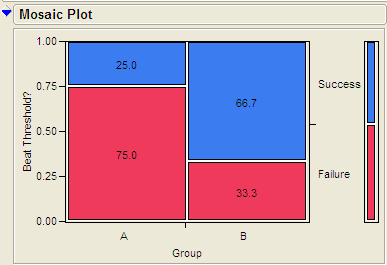 Mosaic Plot
1.00
0.75
0.50
0.25
0.00
Beat Threshold?
25.0
75.0
66.7
33.3
Success
Failure
A B
Group